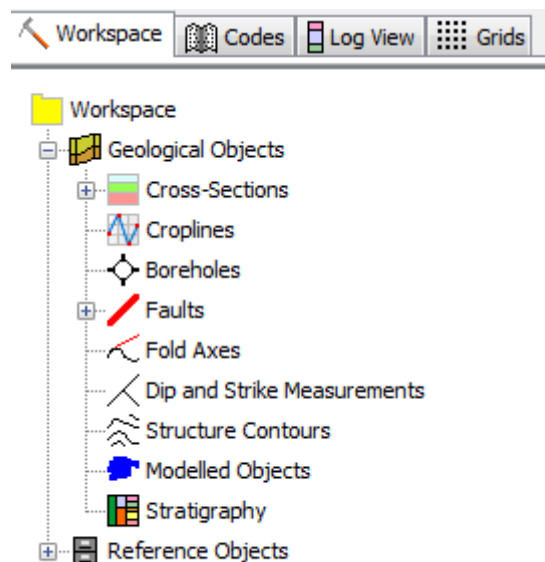 Workspace Codes Log View Grids
Workspace
Geological Objects
Cross-Sections
Croplines
Boreholes
Faults
Fold Axes
Dip and Strike Measurements
Structure Contours
Modelled Objects
Stratigraphy
Reference Objects